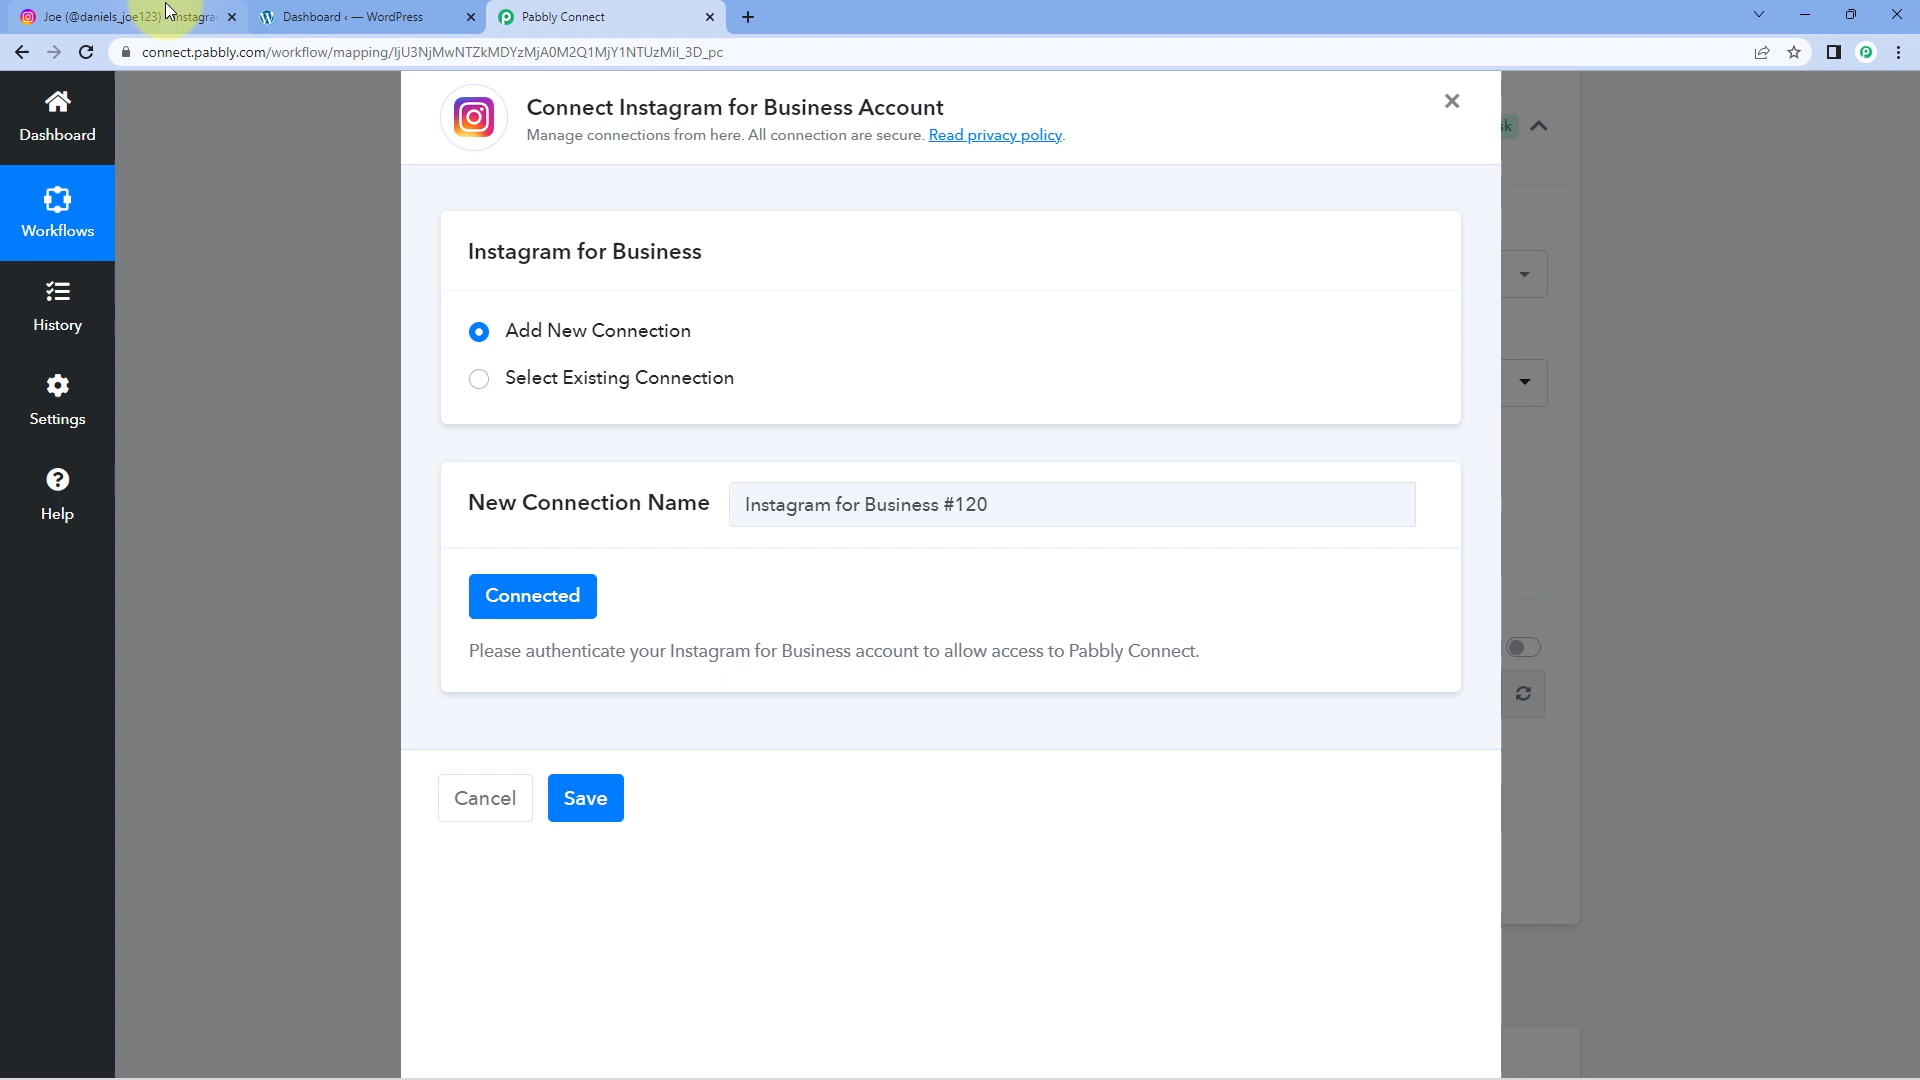 Joe (@daniels_joe123)
Dashboard ‹ — WordPress
Pabbly Connect
connect.pabbly.com/workflow/mapping/IjU3NjMwNTZkMDYzMjA0M2Q1MjY1NTUzMiI_3D_pc
Dashboard
Workflows
History
Settings
Help
Connect Instagram for Business Account
Manage connections from here. All connection are secure. Read privacy policy.
Instagram for Business
Add New Connection
Select Existing Connection
New Connection Name
Instagram for Business #120
Connected
Please authenticate your Instagram for Business account to allow access to Pabbly Connect.
Cancel
Save